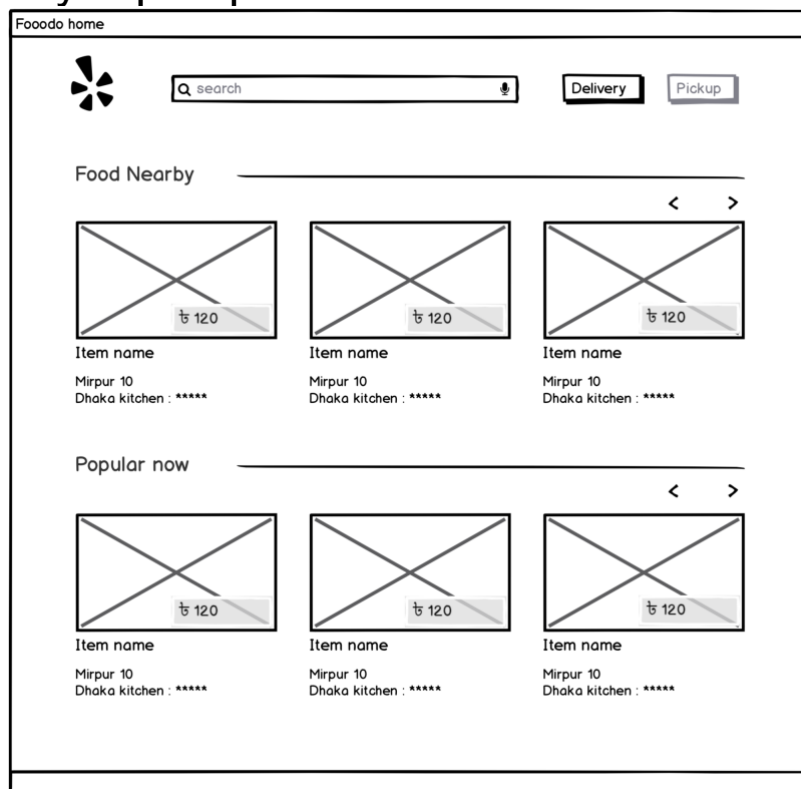 Fooodo home
search
Delivery
Pickup
Food Nearby
< >
৳ 120
৳ 120
৳ 120
Item name
Item name
Item name
Mirpur 10
Mirpur 10
Mirpur 10
Dhaka kitchen : *****
Dhaka kitchen : *****
Dhaka kitchen : *****
Popular now
< >
৳ 120
৳ 120
৳ 120
Item name
Item name
Item name
Mirpur 10
Mirpur 10
Mirpur 10
Dhaka kitchen : *****
Dhaka kitchen : *****
Dhaka kitchen : *****